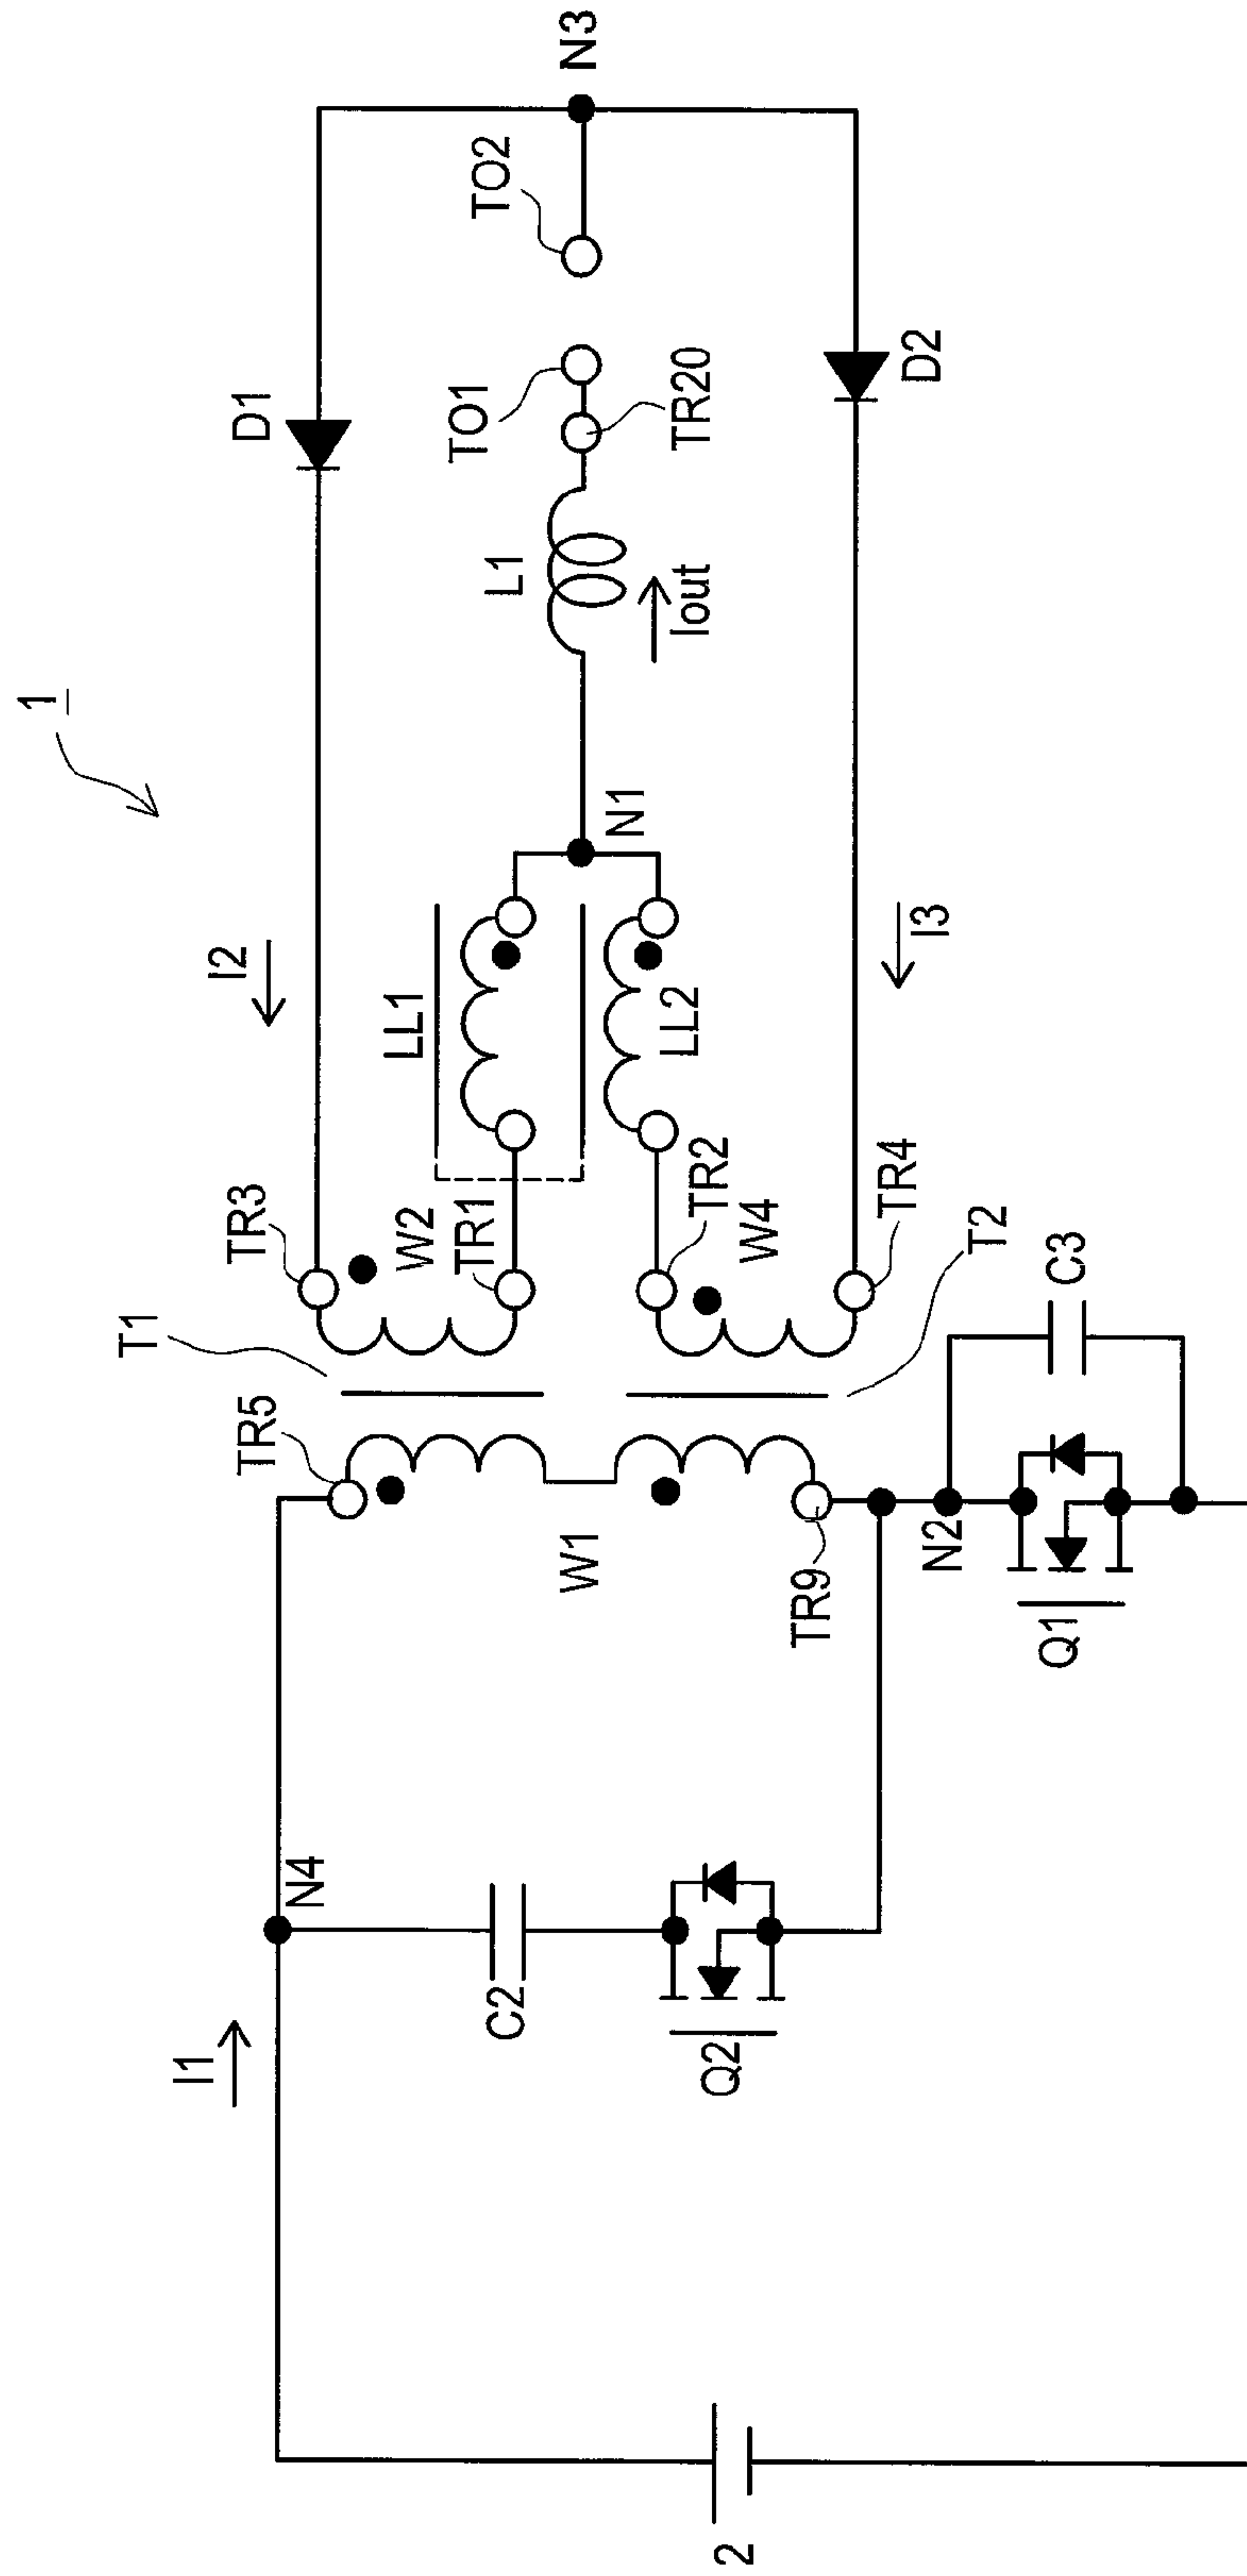 1
I1
N4
C2
Q2
2
T1
TR5
W1
TR9
N2
Q1
C3
T2
TR3
W2
TR1
TR2
W4
TR4
I2
LL1
LL2
I3
N1
L1
Iout
D1
TO1
TR20
D2
TO2
N3